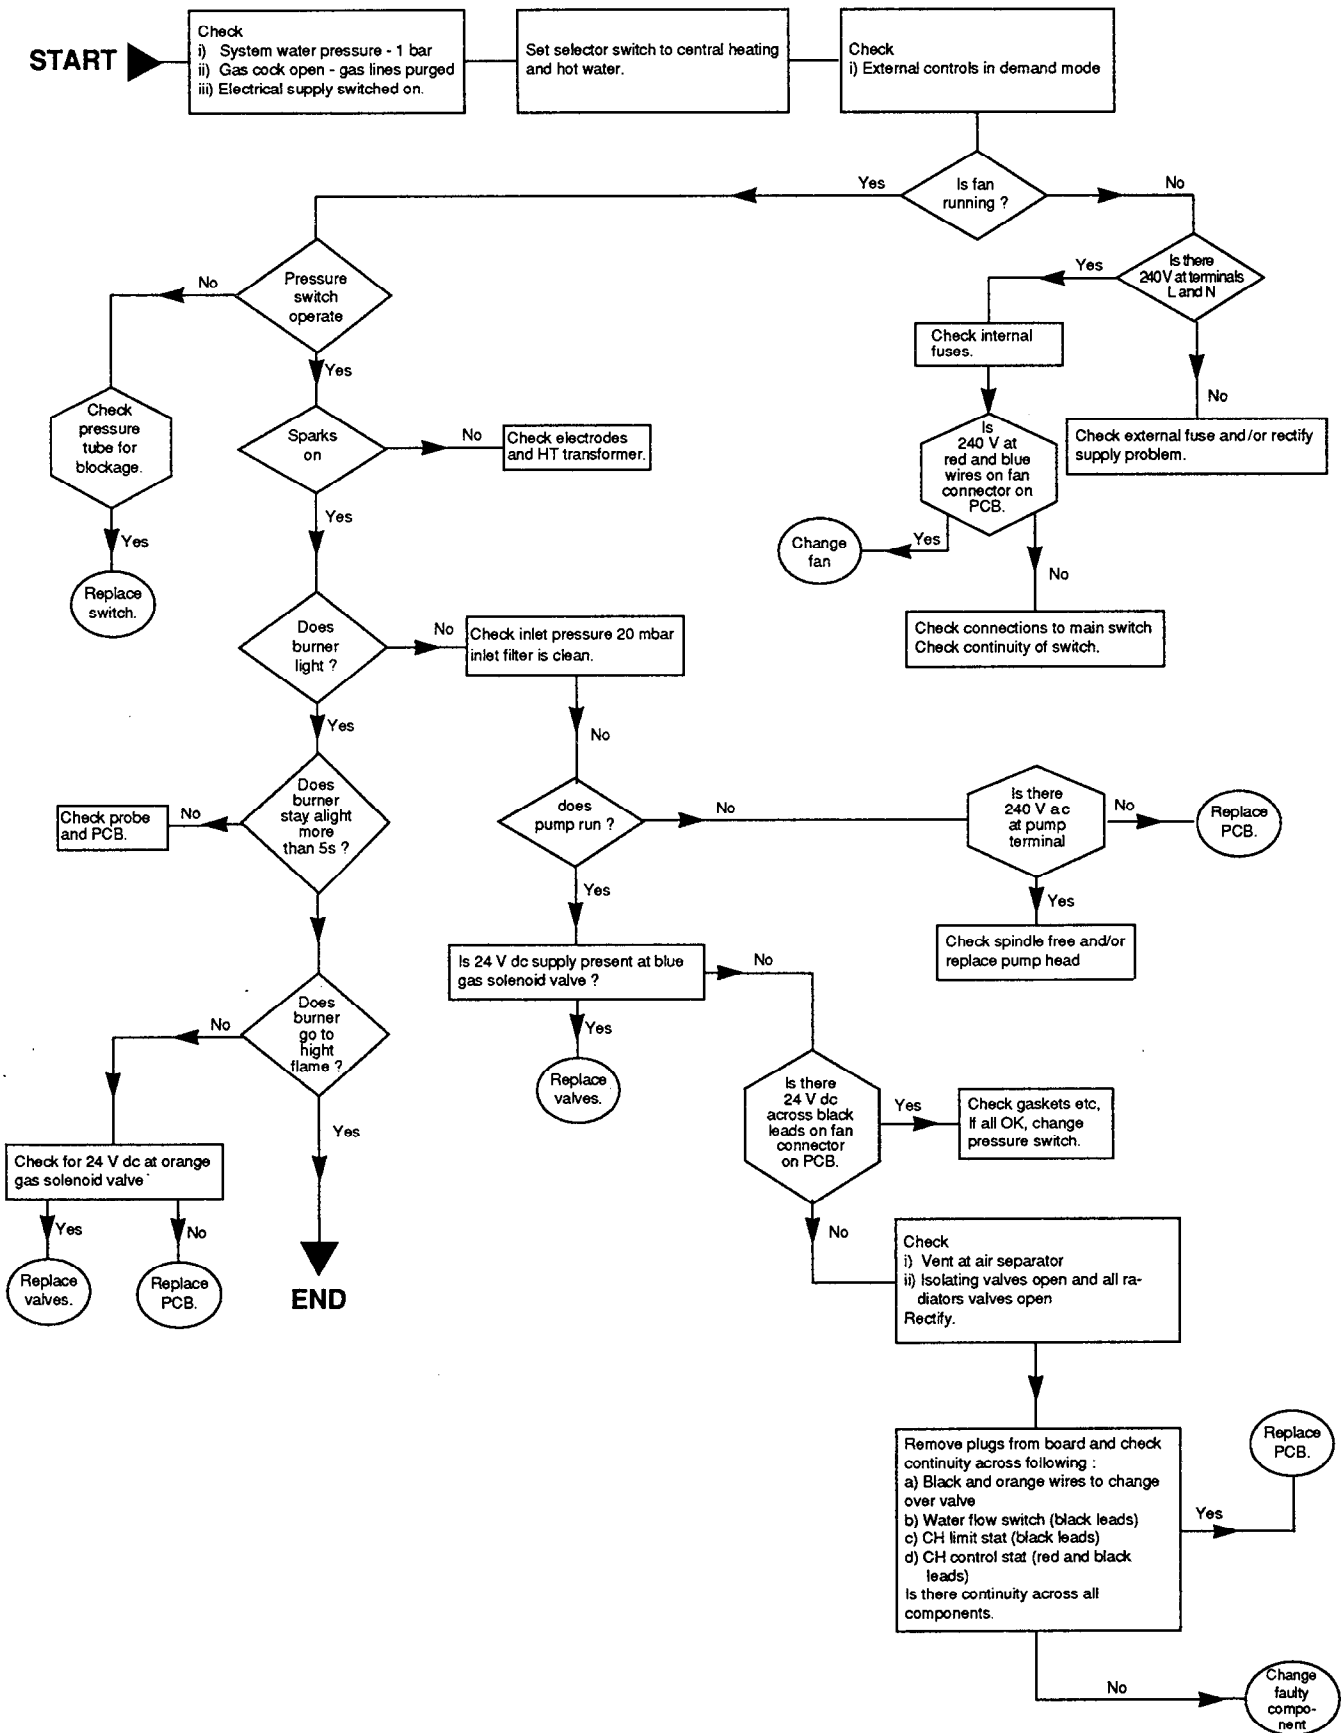 START
Check
i) System water pressure - 1 bar
ii) Gas cock open - gas lines purged
iii) Electrical supply switched on.
Set selector switch to central heating
and hot water.
Check
i) External controls in demand mode
Is fan
running ?
Yes
No
Pressure
switch
operate
No
Yes
Is there
240 V at terminals
L and N
Yes
No
Check internal
fuses.
Check external fuse and/or rectify
supply problem.
Is
240 V at
red and blue
wires on fan
connector on
PCB.
Yes
No
Change
fan
Check connections to main switch
Check continuity of switch.
Check
pressure
tube for
blockage.
Yes
Replace
switch.
Sparks
on
No
Check electrodes
and HT transformer.
Yes
Does
burner
light ?
No
Check inlet pressure 20 mbar
inlet filter is clean.
Yes
No
Does
burner
stay alight
more
than 5s ?
No
Check probe
and PCB.
does
pump run ?
No
Is there
240 V a.c
at pump
terminal
No
Replace
PCB.
Yes
Check spindle free and/or
replace pump head
Yes
Is 24 V dc supply present at blue
gas solenoid valve ?
No
Yes
Replace
valves.
Does
burner
go to
hight
flame ?
No
Yes
Check for 24 V dc at orange
gas solenoid valve
Yes
No
Replace
valves.
Replace
PCB.
END
Is there
24 V dc
across black
leads on fan
connector
on PCB.
Yes
Check gaskets etc,
If all OK, change
pressure switch.
No
Check
i) Vent at air separator
ii) Isolating valves open and all ra-
diators valves open
Rectify.
Remove plugs from board and check
continuity across following :
a) Black and orange wires to change
over valve
b) Water flow switch (black leads)
c) CH limit stat (black leads)
d) CH control stat (red and black
leads)
Is there continuity across all
components.
Yes
Replace
PCB.
No
Change
faulty
compo-
nent